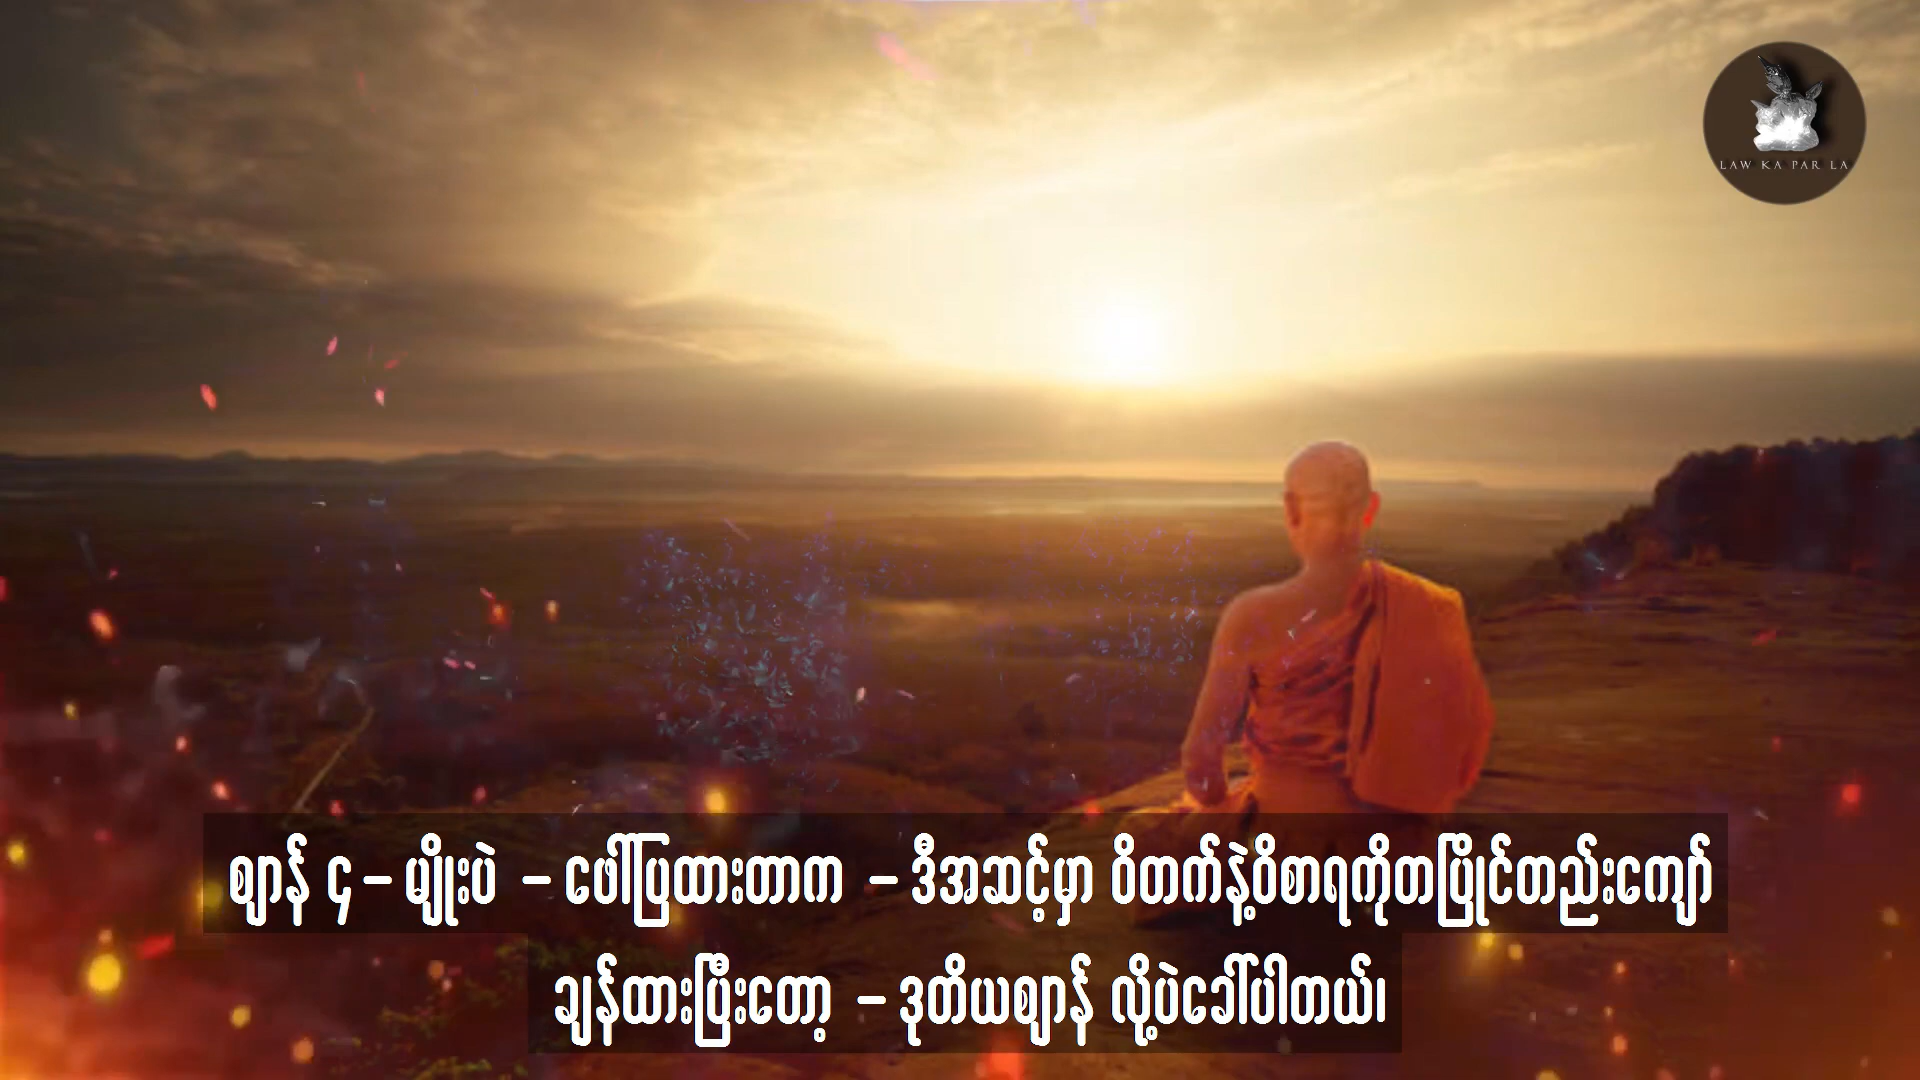 LAW KA PAR LA
ဈာန် ၄ – မျိုးပဲ – ဖေါ်ပြထားတာက – ဒီအဆင့်မှာ ဝိတက်နဲ့ဝိစာရကိုတပြိုင်တည်းကျော်
ချန်ထားပြီးတော့ – ဒုတိယဈာန် လို့ပဲခေါ်ပါတယ်၊